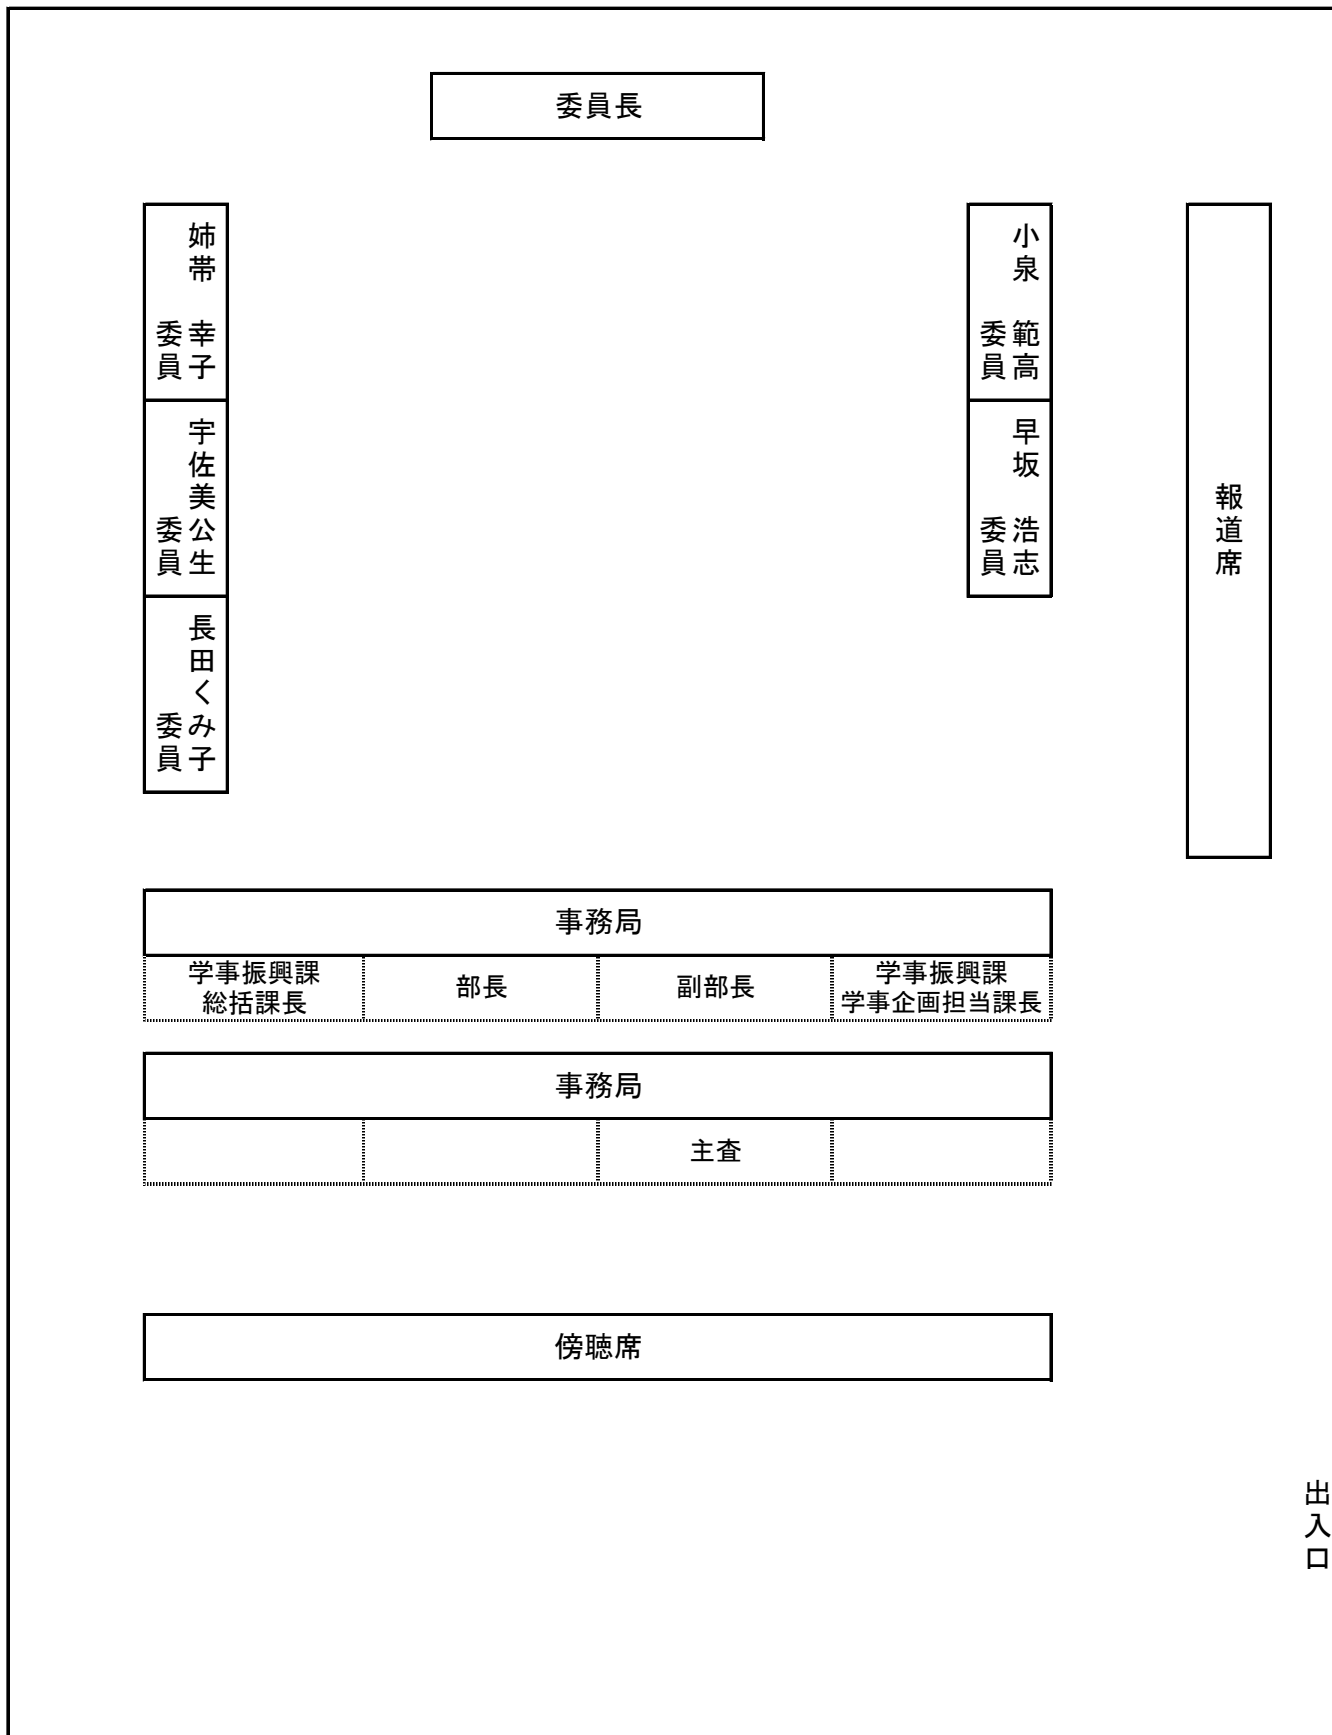 委員長
姉帯　幸子
委員
宇佐美公生
委員
長田くみ子
委員
小泉　範高
委員
早坂　浩志
委員
報道席
事務局
学事振興課
総括課長
部長
副部長
学事振興課
学事企画担当課長
事務局
主査
傍聴席
出入口